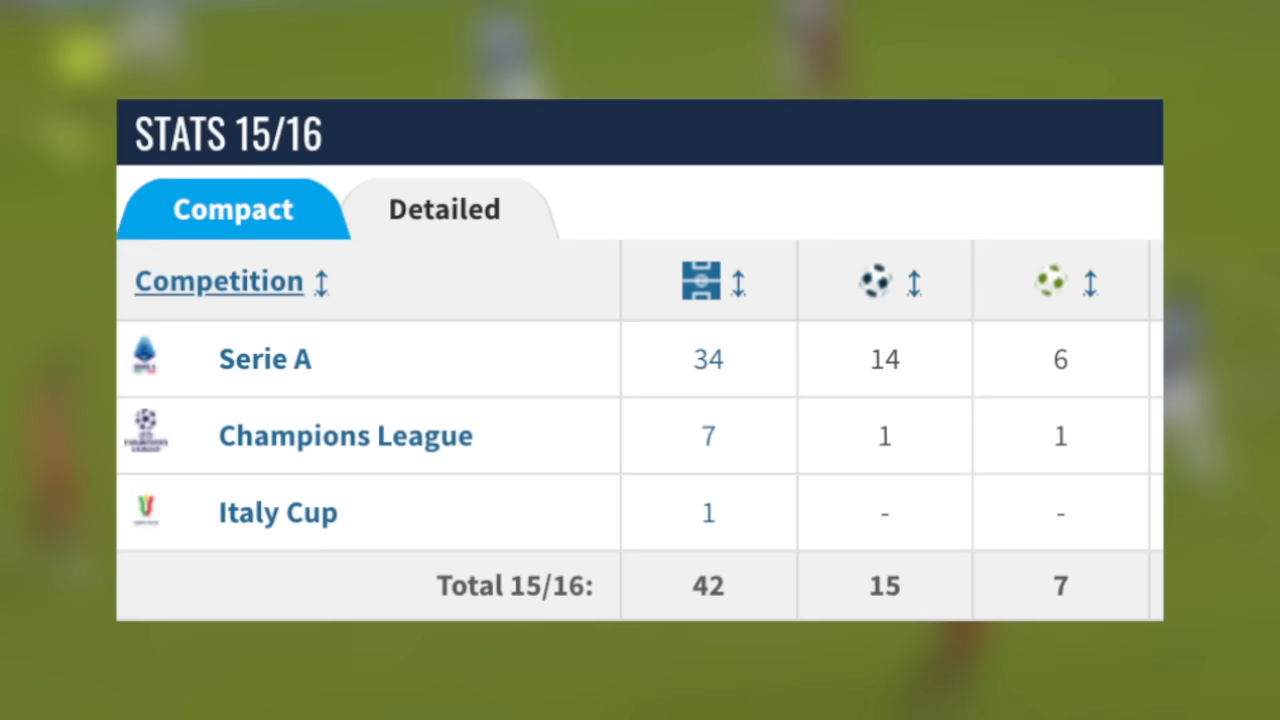 STATS 15/16
Compact Detailed
Competition
Serie A 34 14 6
Champions League 7 1 1
Italy Cup 1 - -
Total 15/16: 42 15 7